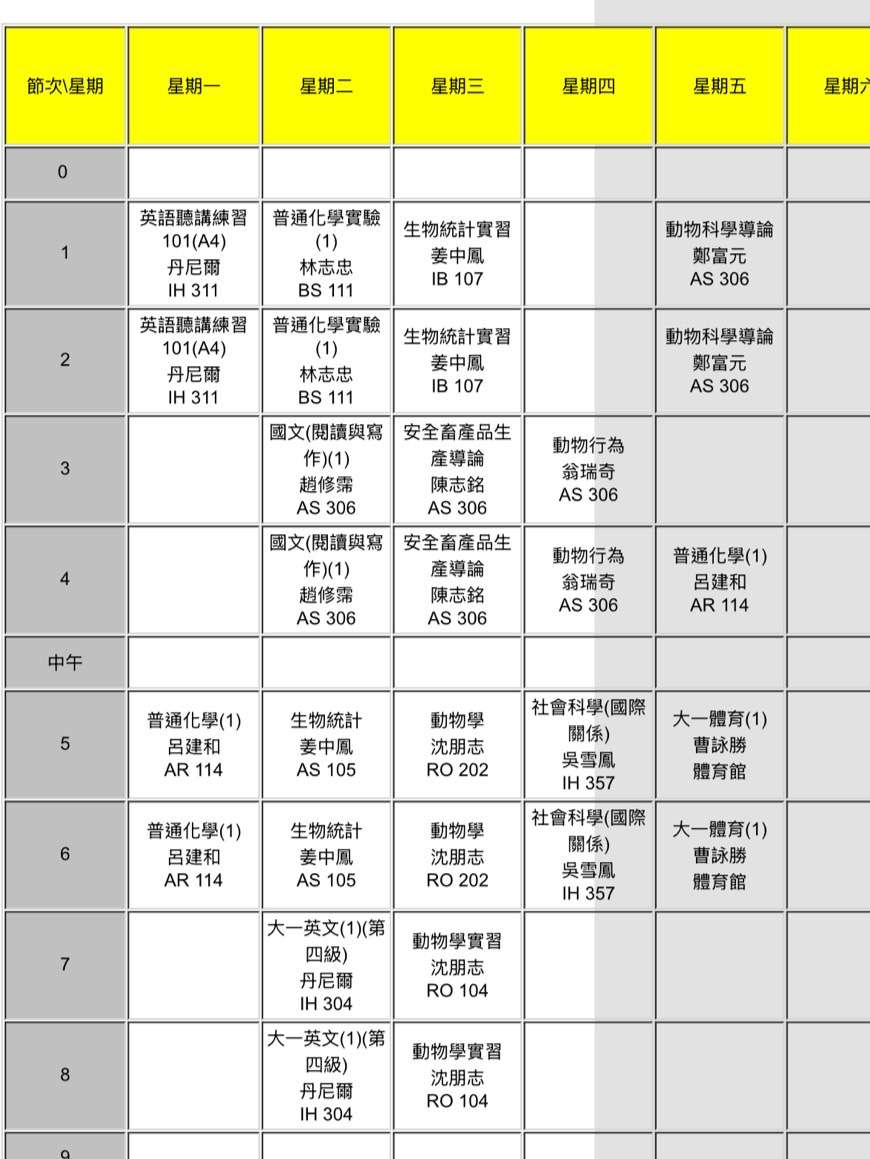 節次\星期 星期一 星期二 星期三 星期四 星期五 星期六
0
1
英語聽講練習
101(A4)
丹尼爾
IH 311
普通化學實驗
(1)
林志忠
BS 111
生物統計實習
姜中鳳
IB 107
動物科學導論
鄭富元
AS 306
2
英語聽講練習
101(A4)
丹尼爾
IH 311
普通化學實驗
(1)
林志忠
BS 111
生物統計實習
姜中鳳
IB 107
動物科學導論
鄭富元
AS 306
3
國文(閱讀與寫
作)(1)
趙修霈
AS 306
安全畜產品生
產導論
陳志銘
AS 306
動物行為
翁瑞奇
AS 306
4
國文(閱讀與寫
作)(1)
趙修霈
AS 306
安全畜產品生
產導論
陳志銘
AS 306
動物行為
翁瑞奇
AS 306
普通化學(1)
呂建和
AR 114
中午
5
普通化學(1)
呂建和
AR 114
生物統計
姜中鳳
AS 105
動物學
沈朋志
RO 202
社會科學(國際
關係)
吳雪鳳
IH 357
大一體育(1)
曹詠勝
體育館
6
普通化學(1)
呂建和
AR 114
生物統計
姜中鳳
AS 105
動物學
沈朋志
RO 202
社會科學(國際
關係)
吳雪鳳
IH 357
大一體育(1)
曹詠勝
體育館
7
大一英文(1)(第
四級)
丹尼爾
IH 304
動物學實習
沈朋志
RO 104
8
大一英文(1)(第
四級)
丹尼爾
IH 304
動物學實習
沈朋志
RO 104
9